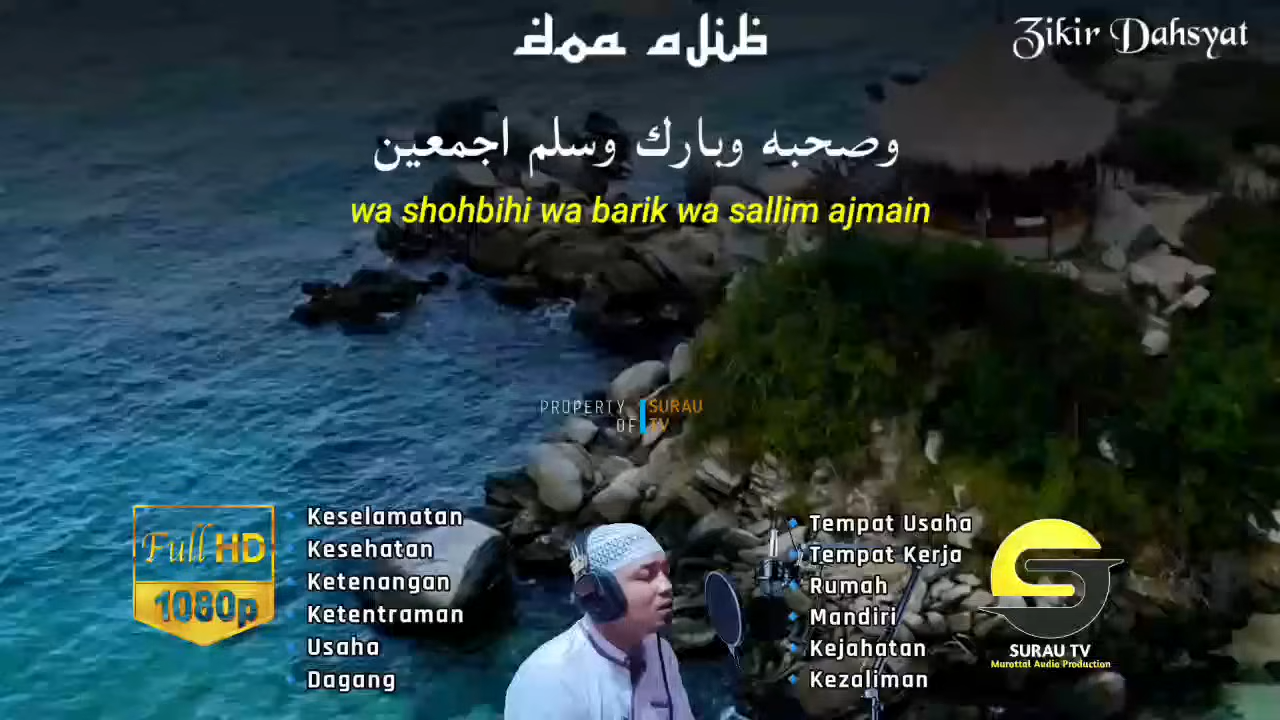 doa ajib
Zikir Dahsyat
وصحبه وبارك وسلم اجمعين
wa shohbihi wa barik wa sallim ajmain
PROPERTY OF
SURAU TV
Full HD
1080p
Keselamatan
Kesehatan
Ketenangan
Ketentraman
Usaha
Dagang
Tempat Usaha
Tempat Kerja
Rumah
Mandiri
Kejahatan
Kezaliman
SURAU TV
Murottal Audio Production